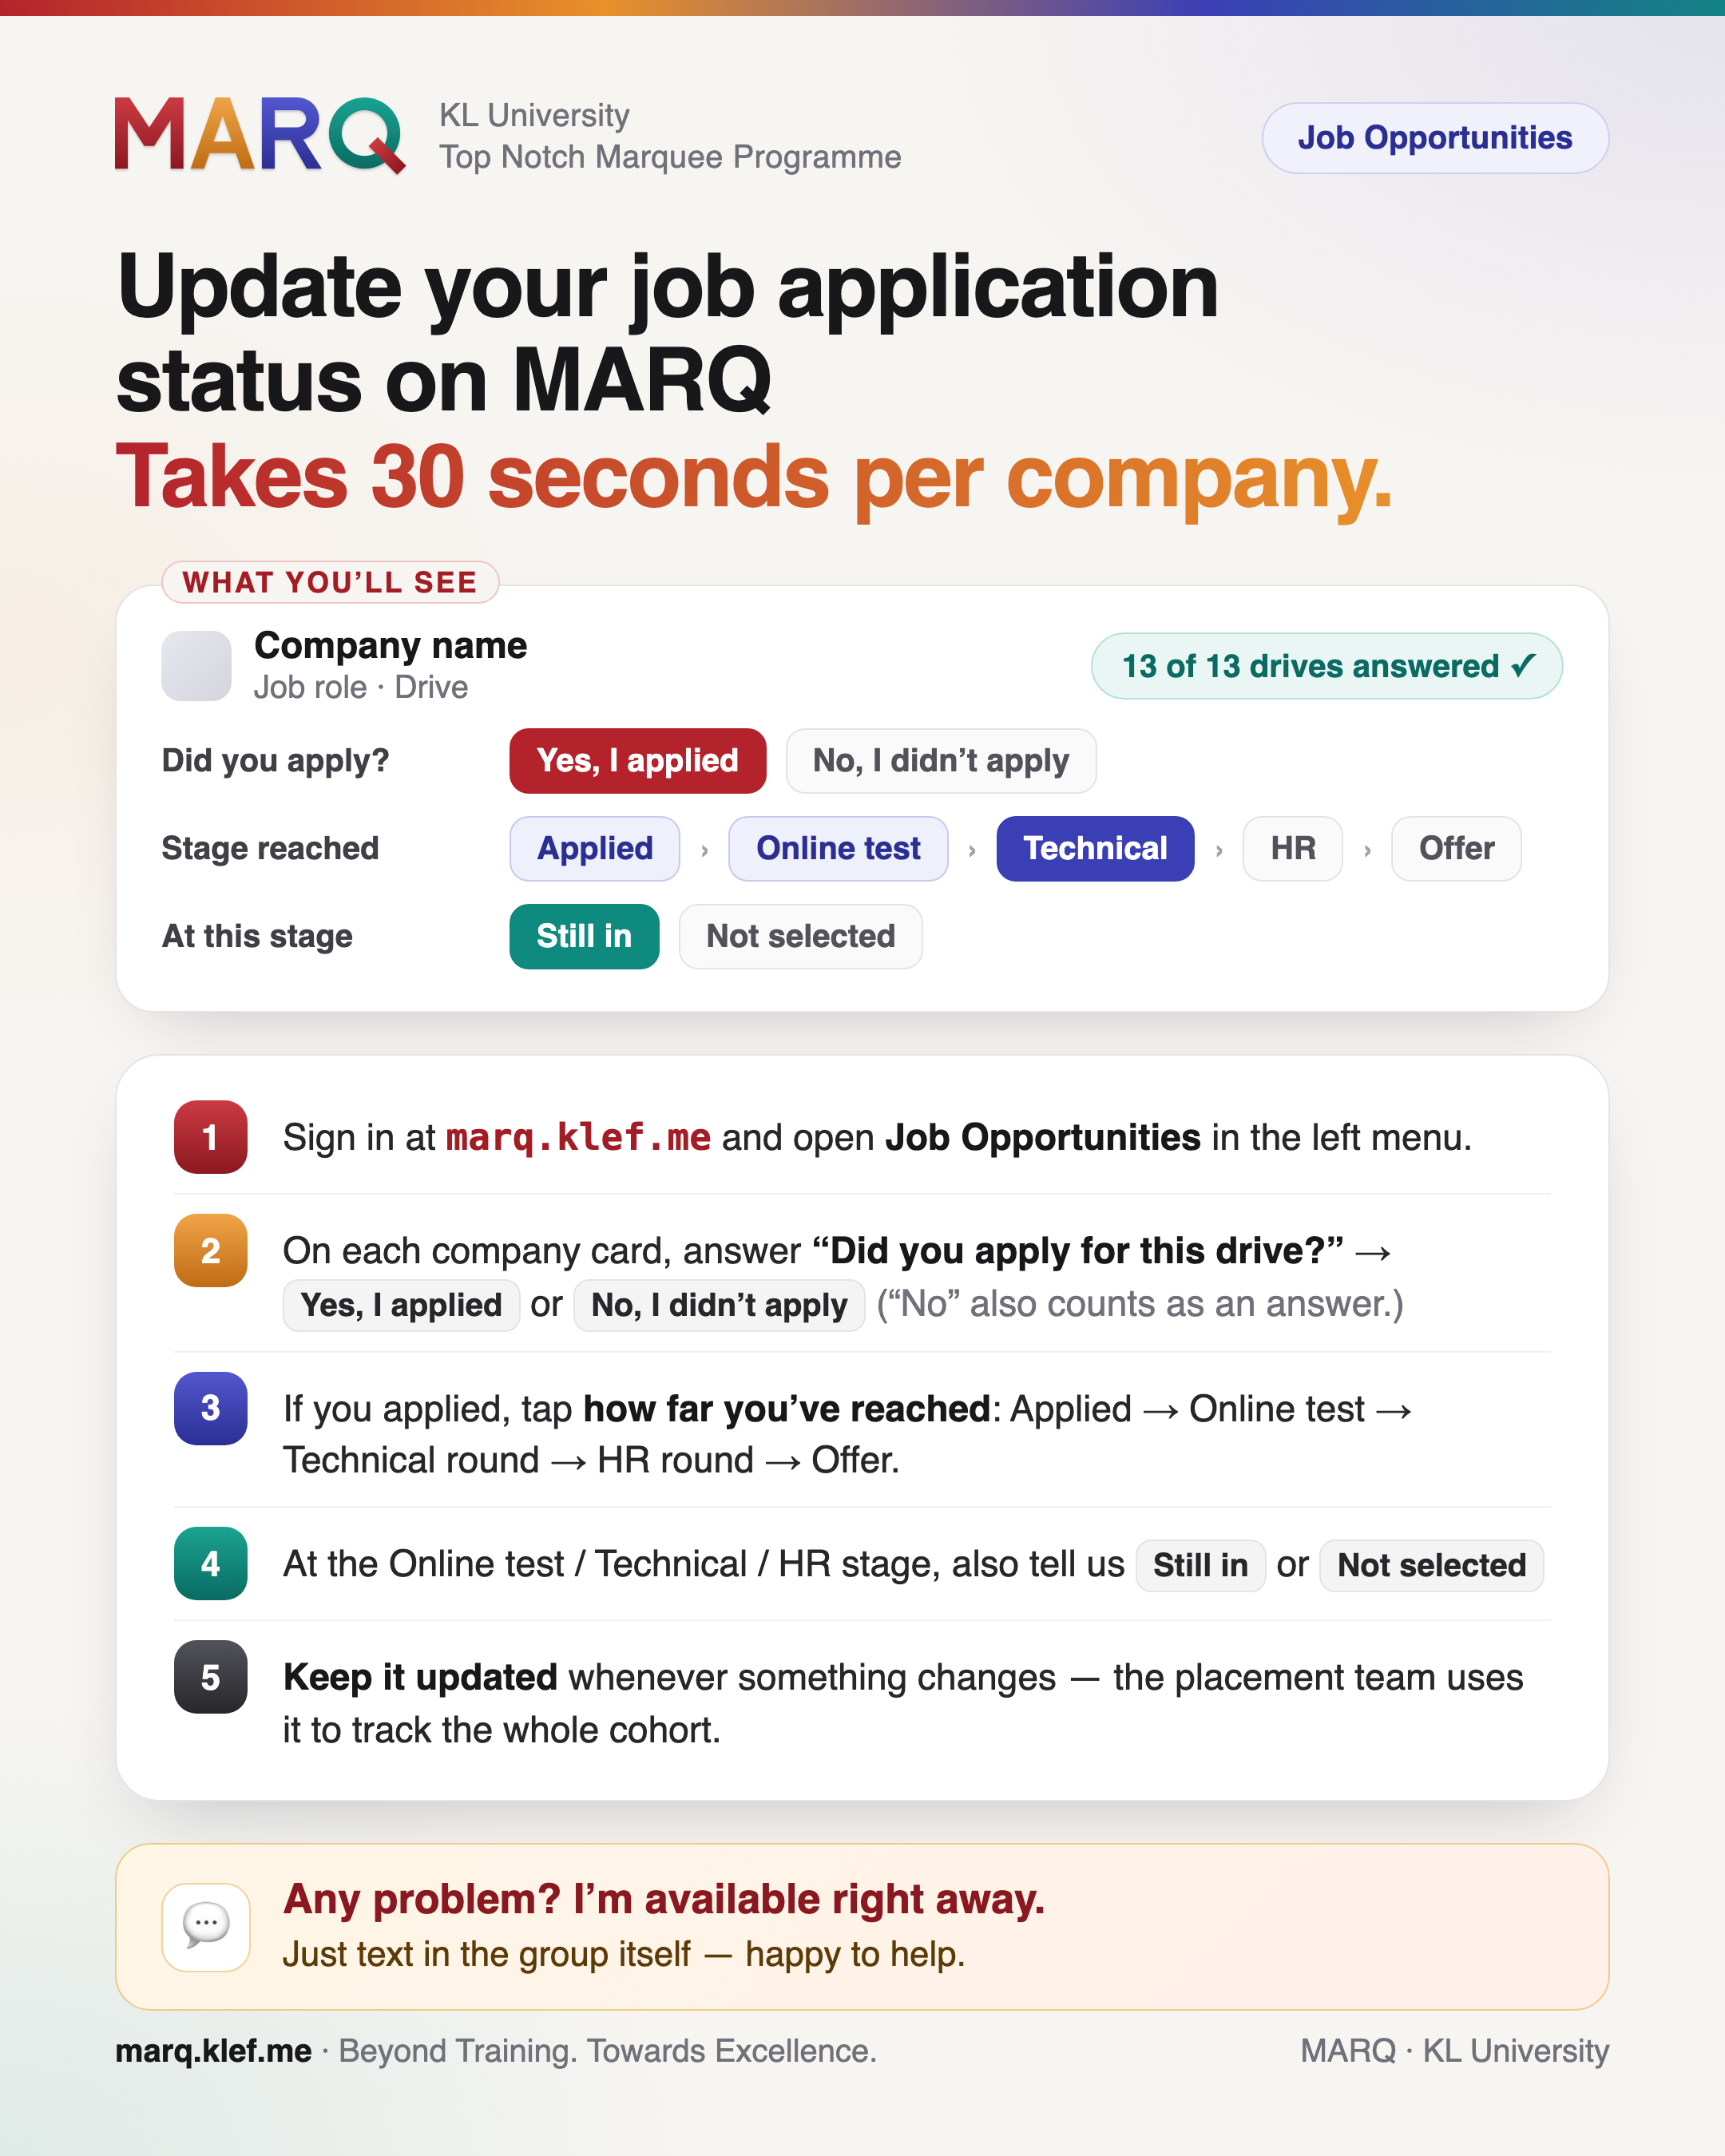 MARQ
KL University
Top Notch Marquee Programme
Job Opportunities
Update your job application
status on MARQ
Takes 30 seconds per company.
WHAT YOU’LL SEE
Company name
Job role · Drive
13 of 13 drives answered ✓
Did you apply?
Yes, I applied
No, I didn’t apply
Stage reached
Applied › Online test › Technical › HR › Offer
At this stage
Still in
Not selected
1
Sign in at marq.klef.me and open Job Opportunities in the left menu.
2
On each company card, answer “Did you apply for this drive?” →
Yes, I applied or No, I didn’t apply (“No” also counts as an answer.)
3
If you applied, tap how far you’ve reached: Applied → Online test →
Technical round → HR round → Offer.
4
At the Online test / Technical / HR stage, also tell us Still in or Not selected
5
Keep it updated whenever something changes — the placement team uses
it to track the whole cohort.
Any problem? I’m available right away.
Just text in the group itself — happy to help.
marq.klef.me · Beyond Training. Towards Excellence.
MARQ · KL University